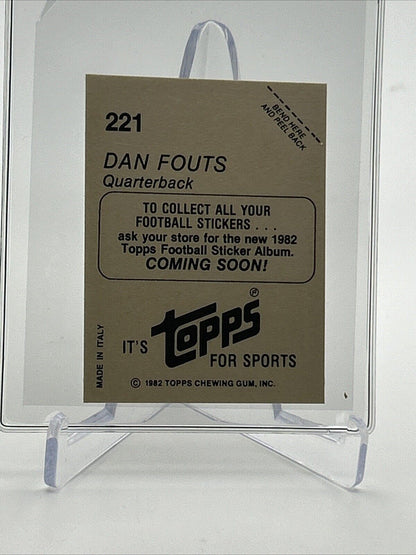 BEND HERE
AND PEEL BACK
221
DAN FOUTS
Quarterback
TO COLLECT ALL YOUR
FOOTBALL STICKERS . . .
ask your store for the new 1982
Topps Football Sticker Album.
COMING SOON!
IT'S topps ®
FOR SPORTS
MADE IN ITALY
© 1982 TOPPS CHEWING GUM, INC.